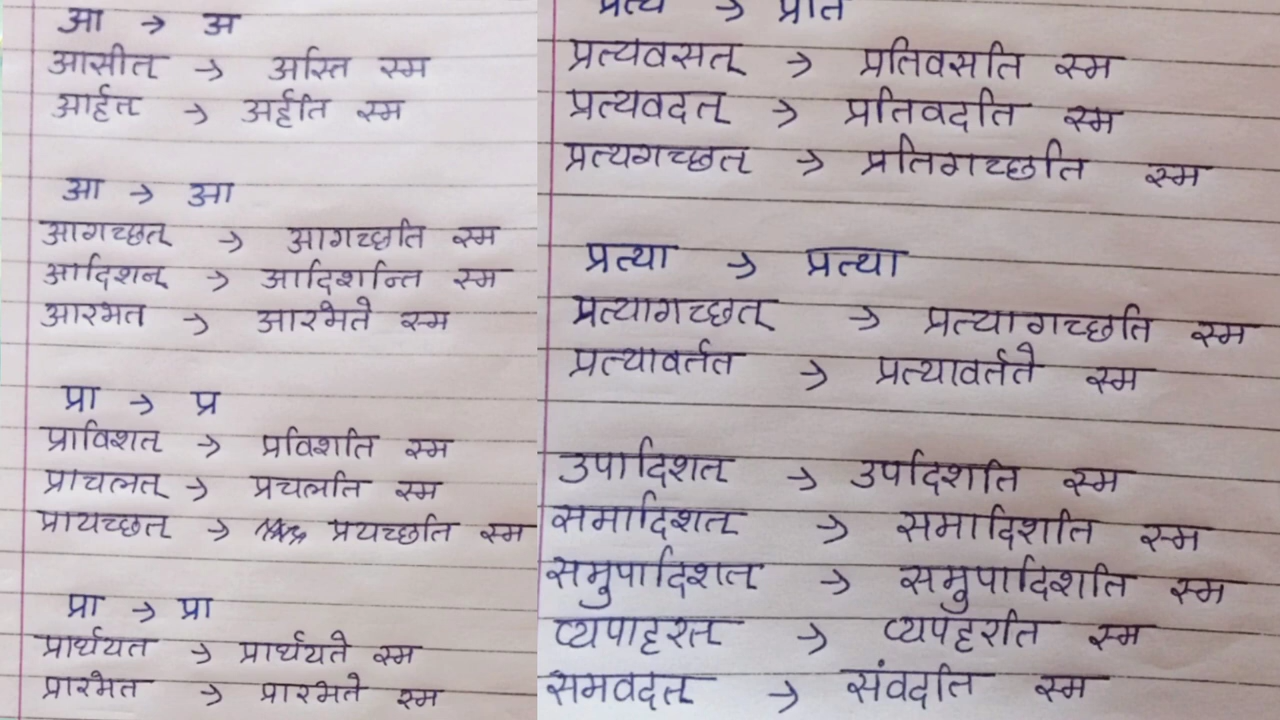 आ → अ
आसीत् → अस्ति स्म
आर्हत् → अर्हति स्म
आ → आ
आगच्छत् → आगच्छति स्म
आदिशन् → आदिशन्ति स्म
आरभत → आरभते स्म
प्रा → प्र
प्राविशत् → प्रविशति स्म
प्राचलत् → प्रचलति स्म
प्रायच्छत् → प्रयच्छति स्म
प्रा → प्रा
प्रार्थयत → प्रार्थयते स्म
प्रारभत → प्रारभते स्म
प्रत्य → प्रति
प्रत्यवसत् → प्रतिवसति स्म
प्रत्यवदत् → प्रतिवदति स्म
प्रत्यगच्छत् → प्रतिगच्छति स्म
प्रत्या → प्रत्या
प्रत्यागच्छत् → प्रत्यागच्छति स्म
प्रत्यावर्तत → प्रत्यावर्तते स्म
उपादिशत् → उपदिशति स्म
समादिशत् → समादिशति स्म
समुपादिशत् → समुपादिशति स्म
व्यपाहरत् → व्यपहरति स्म
समवदत् → संवदति स्म